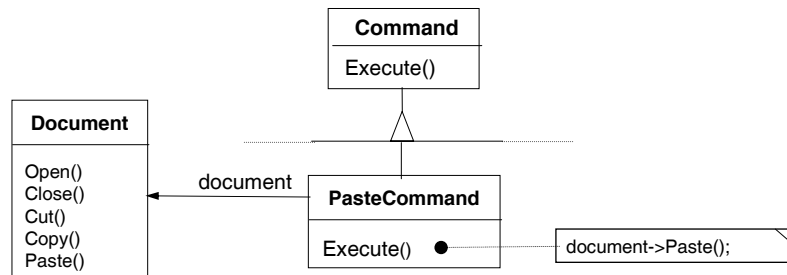 Command
Execute()
Document
Open()
Close()
Cut()
Copy()
Paste()
document
PasteCommand
Execute()
document->Paste();